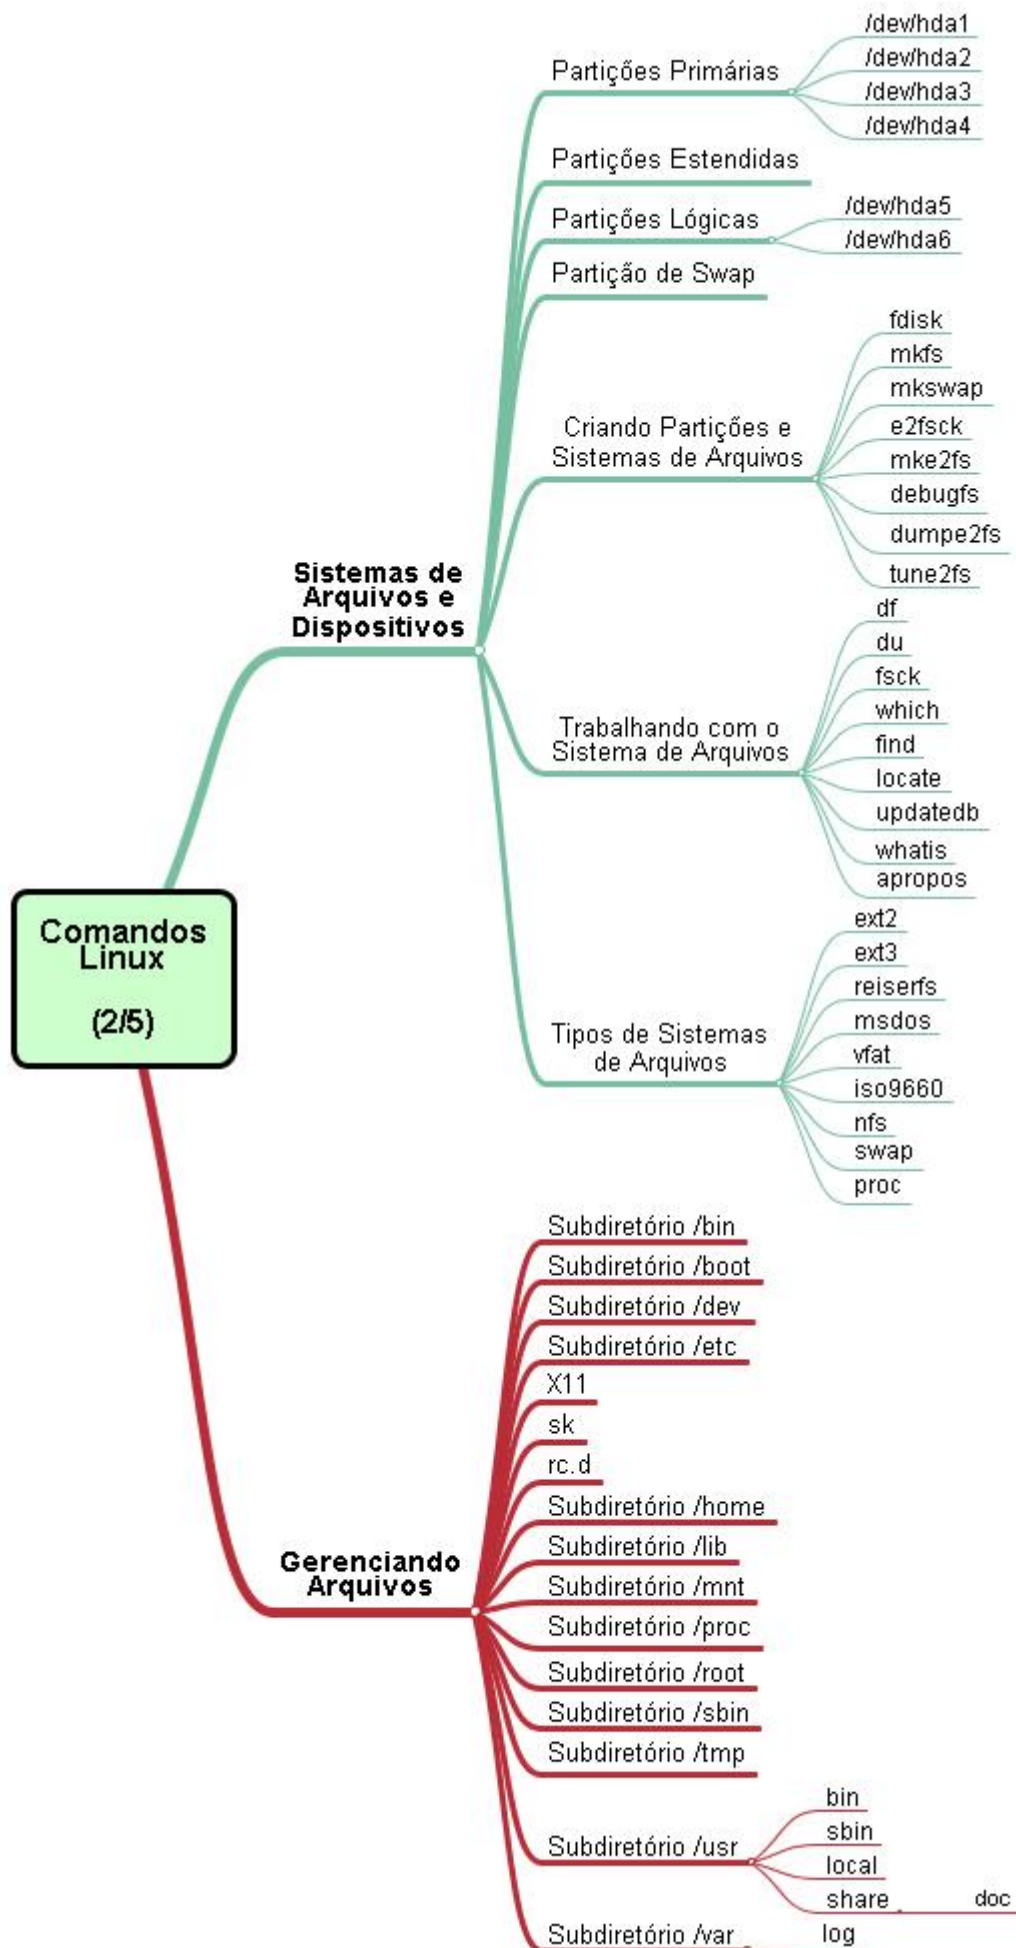 Comandos
Linux
(2/5)
Sistemas de
Arquivos e
Dispositivos
Partições Primárias
/dev/hda1
/dev/hda2
/dev/hda3
/dev/hda4
Partições Estendidas
Partições Lógicas
/dev/hda5
/dev/hda6
Partição de Swap
Criando Partições e
Sistemas de Arquivos
fdisk
mkfs
mkswap
e2fsck
mke2fs
debugfs
dumpe2fs
tune2fs
Trabalhando com o
Sistema de Arquivos
df
du
fsck
which
find
locate
updatedb
whatis
apropos
Tipos de Sistemas
de Arquivos
ext2
ext3
reiserfs
msdos
vfat
iso9660
nfs
swap
proc
Gerenciando
Arquivos
Subdiretório /bin
Subdiretório /boot
Subdiretório /dev
Subdiretório /etc
X11
sk
rc.d
Subdiretório /home
Subdiretório /lib
Subdiretório /mnt
Subdiretório /proc
Subdiretório /root
Subdiretório /sbin
Subdiretório /tmp
Subdiretório /usr
bin
sbin
local
share
doc
Subdiretório /var
log